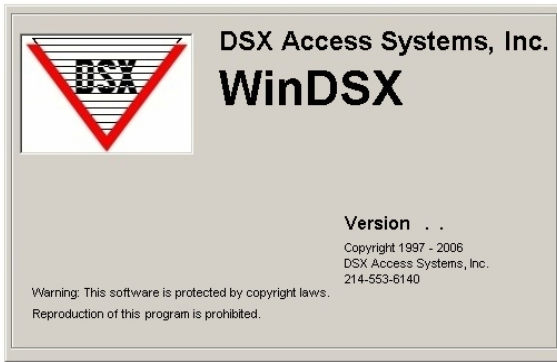 DSX
DSX Access Systems, Inc.
WinDSX
Version . .
Copyright 1997 - 2006
DSX Access Systems, Inc.
214-553-6140
Warning: This software is protected by copyright laws.
Reproduction of this program is prohibited.